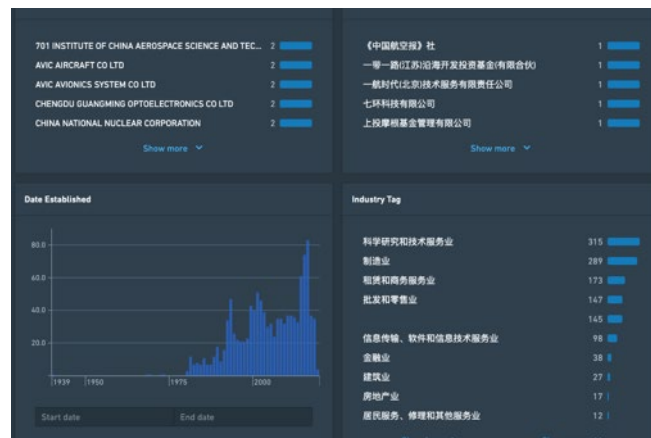 701 INSTITUTE OF CHINA AEROSPACE SCIENCE AND TEC... 2
AVIC AIRCRAFT CO LTD 2
AVIC AVIONICS SYSTEM CO LTD 2
CHENGDU GUANGMING OPTOELECTRONICS CO LTD 2
CHINA NATIONAL NUCLEAR CORPORATION 2
Show more
《中国航空报》社 1
一带一路(江苏)沿海开发投资基金(有限合伙) 1
一航时代(北京)技术服务有限责任公司 1
七环科技有限公司 1
上投摩根基金管理有限公司 1
Show more
Date Established
80.0
60.0
40.0
20.0
1939 1950 1975 2000
Start date End date
Industry Tag
科学研究和技术服务业 315
制造业 289
租赁和商务服务业 173
批发和零售业 147
145
信息传输、软件和信息技术服务业 98
金融业 38
建筑业 27
房地产业 17
居民服务、修理和其他服务业 12